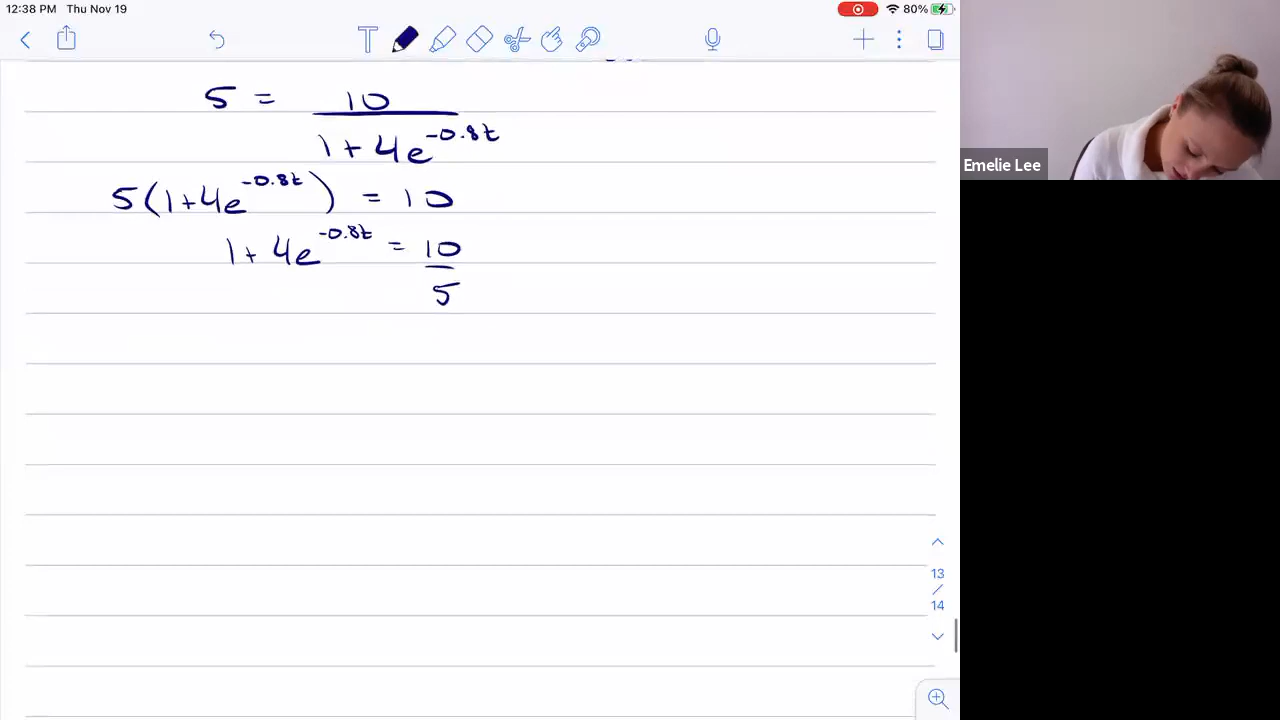 12:38 PM Thu Nov 19
80%
T
5 = 10
1 + 4e^-0.8t
5(1+4e^-0.8t) = 10
1 + 4e^-0.8t = 10
5
13
/
14
Emelie Lee